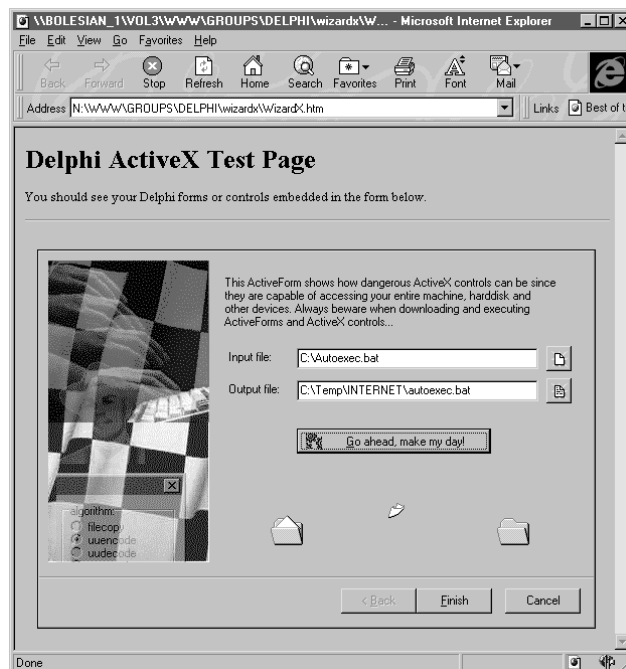 \\BOLESIAN_1\VOL3\WWW\GROUPS\DELPHI\wizardx\W... - Microsoft Internet Explorer
File Edit View Go Favorites Help
Back Forward Stop Refresh Home Search Favorites Print Font Mail
Address N:\WWW\GROUPS\DELPHI\wizardx\WizardX.htm Links Best of t
Delphi ActiveX Test Page
You should see your Delphi forms or controls embedded in the form below.
This ActiveForm shows how dangerous ActiveX controls can be since
they are capable of accessing your entire machine, harddisk and
other devices. Always beware when downloading and executing
ActiveForms and ActiveX controls...
Input file: C:\Autoexec.bat
Output file: C:\Temp\INTERNET\autoexec.bat
Go ahead, make my day!
algorithm:
filecopy
uuencode
uudecode
< Back Finish Cancel
Done